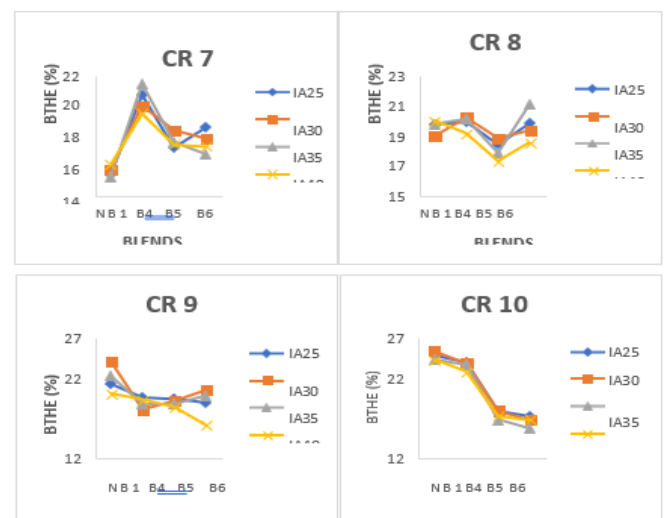 CR 7
BTHE (%)
22
20
18
16
14
N B 1 B4 B5 B6
BLENDS
IA25
IA30
IA35
CR 8
BTHE (%)
23
21
19
17
15
N B 1 B4 B5 B6
BLENDS
IA25
IA30
IA35
CR 9
BTHE (%)
27
22
12
N B 1 B4 B5 B6
IA25
IA30
IA35
CR 10
BTHE (%)
27
22
12
N B 1 B4 B5 B6
IA25
IA30
IA35